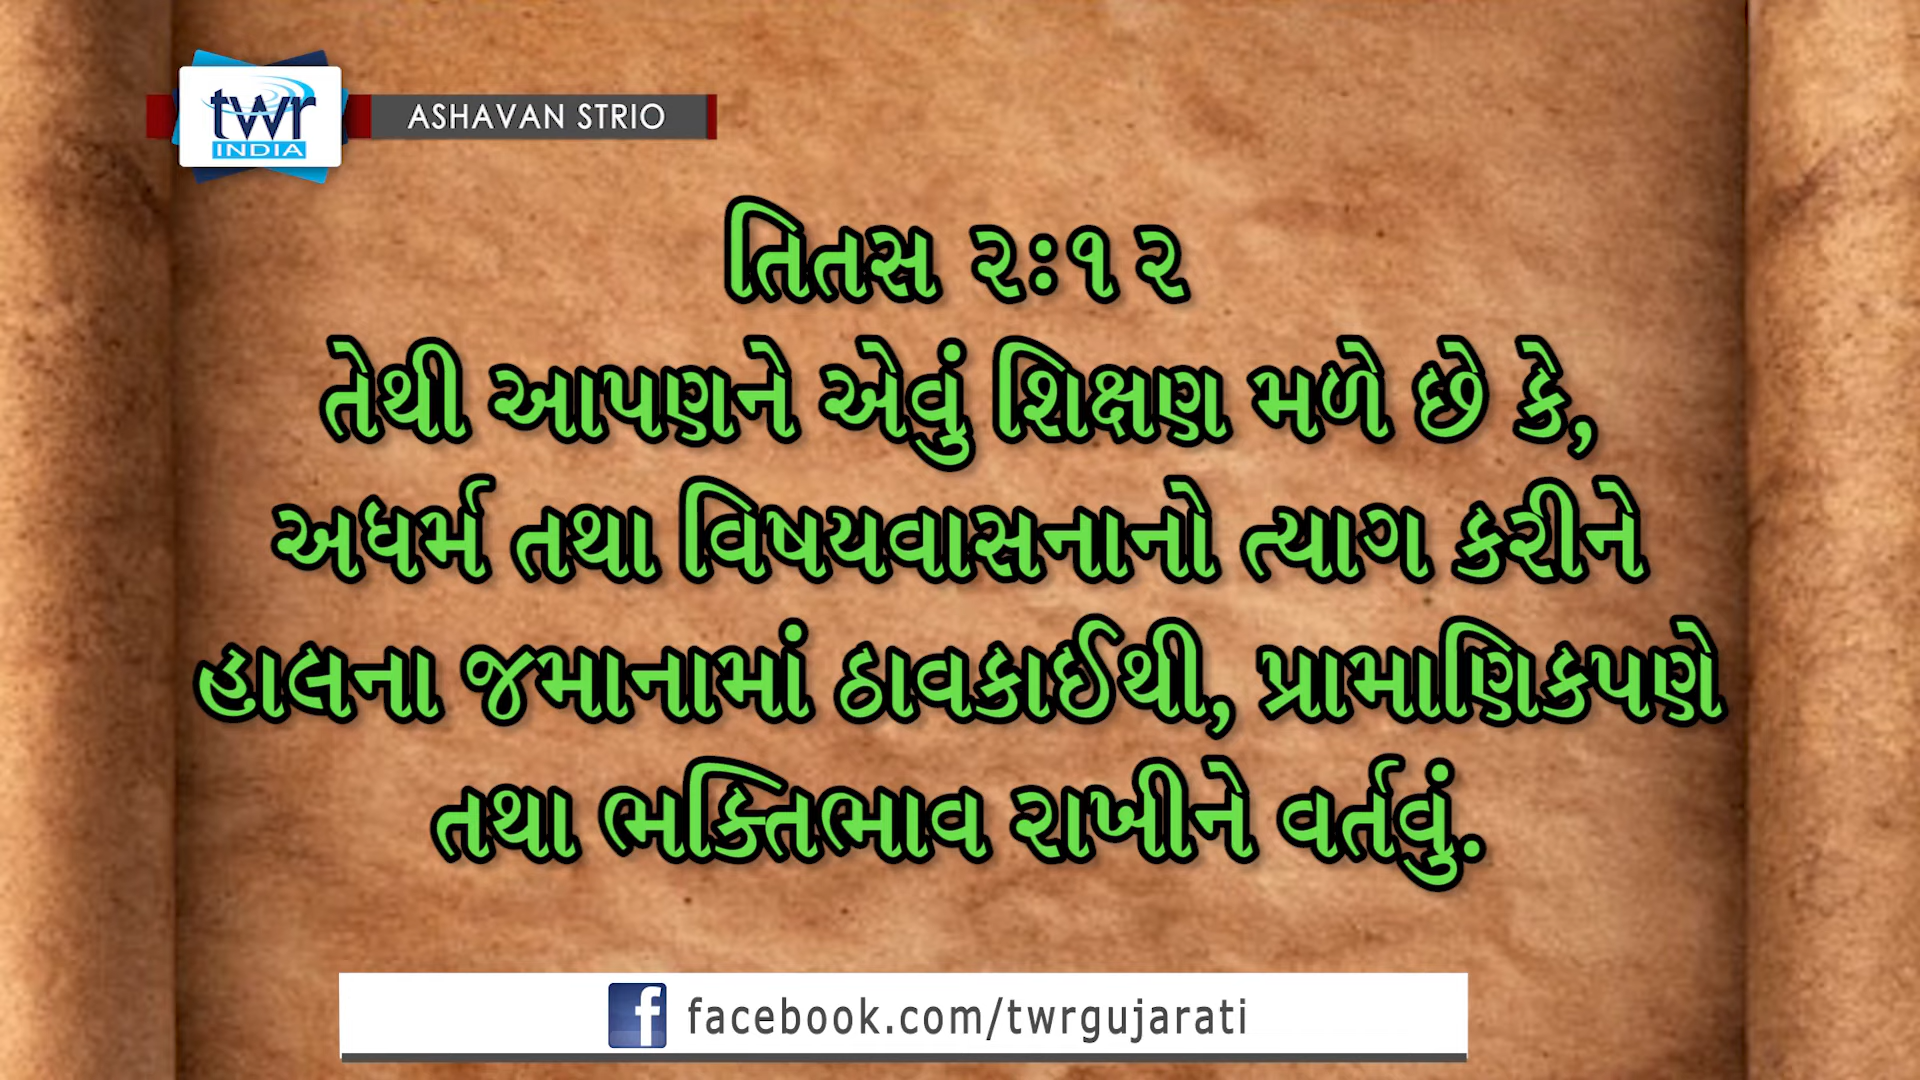 twr
INDIA
ASHAVAN STRIO
તિતસ ૨:૧૨
તેથી આપણને એવું શિક્ષણ મળે છે કે,
અધર્મ તથા વિષયવાસનાનો ત્યાગ કરીને
હાલના જમાનામાં ઠાવકાઈથી, પ્રામાણિકપણે
તથા ભક્તિભાવ રાખીને વર્તવું.
facebook.com/twrgujarati